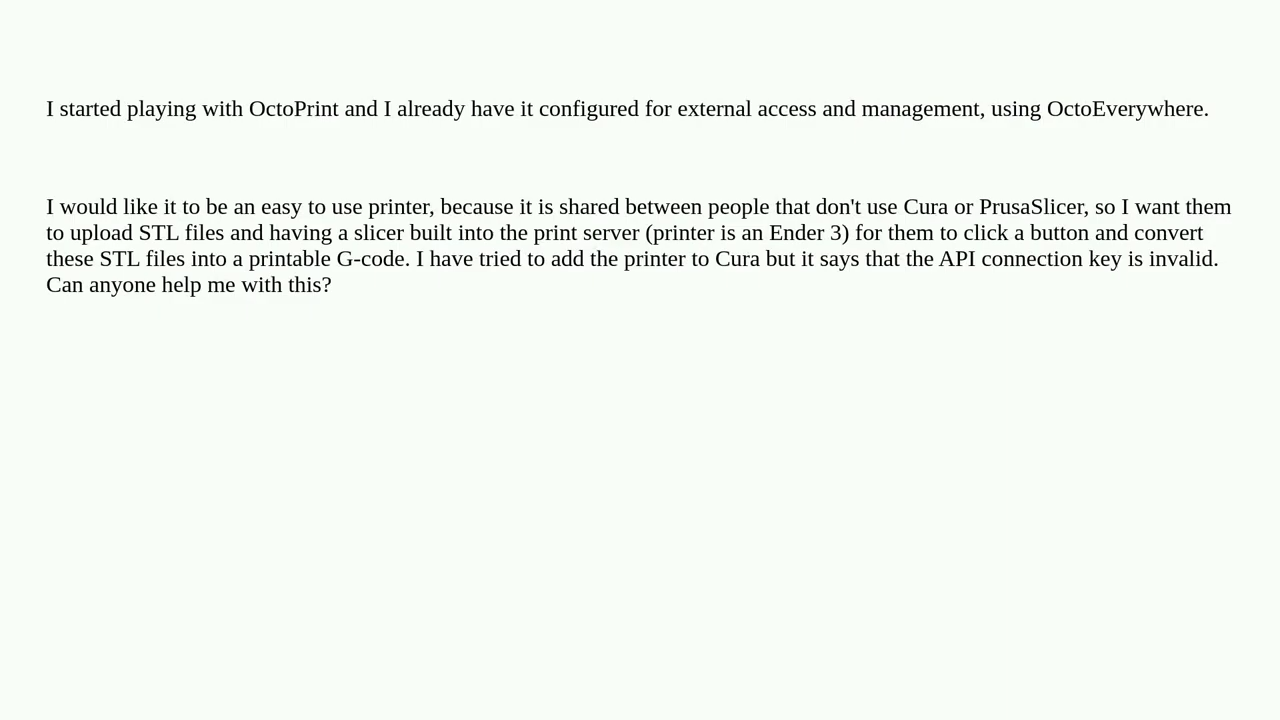 I started playing with OctoPrint and I already have it configured for external access and management, using OctoEverywhere.
I would like it to be an easy to use printer, because it is shared between people that don't use Cura or PrusaSlicer, so I want them
to upload STL files and having a slicer built into the print server (printer is an Ender 3) for them to click a button and convert
these STL files into a printable G-code. I have tried to add the printer to Cura but it says that the API connection key is invalid.
Can anyone help me with this?